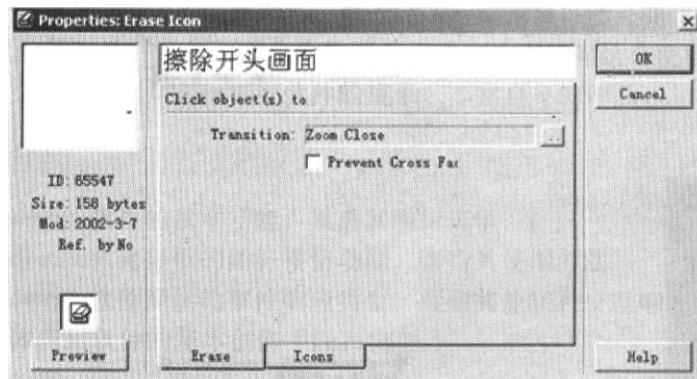 Properties: Erase Icon
擦除开头画面
Click object(s) to
Transition: Zoom Close
..
Prevent Cross Fac
ID: 65547
Size: 158 bytes
Mod: 2002-3-7
Ref. by No
Preview
Erase
Icons
OK
Cancel
Help